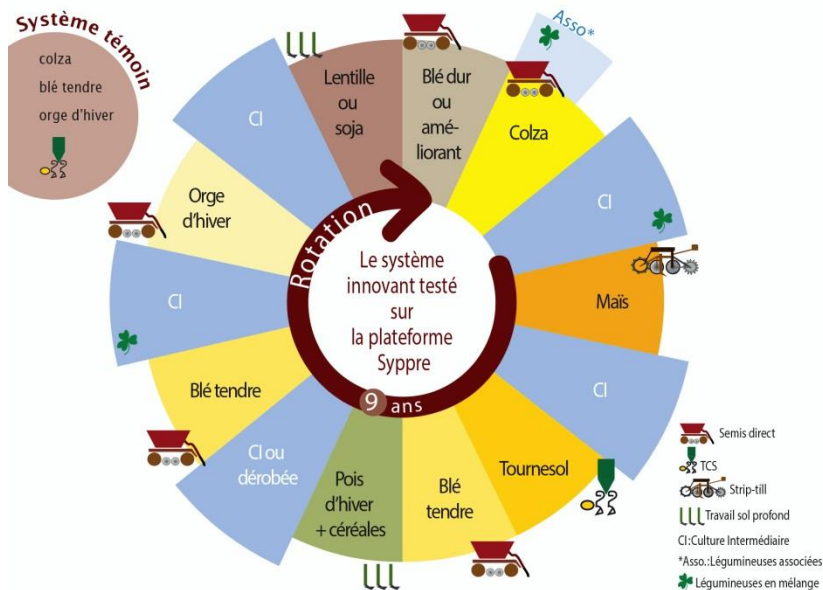 Système témoin
colza
blé tendre
orge d'hiver
Lentille
ou
soja
Blé dur
ou
amé-
liorant
Asso*
Colza
CI
Maïs
CI
Tournesol
Blé
tendre
Pois
d'hiver
+ céréales
CI ou
dérobée
Blé tendre
CI
Orge
d'hiver
CI
Rotation
9 ans
Le système
innovant testé
sur
la plateforme
Syppre
Semis direct
TCS
Strip-till
Travail sol profond
CI:Culture Intermédiaire
*Asso.:Légumineuses associées
Légumineuses en mélange